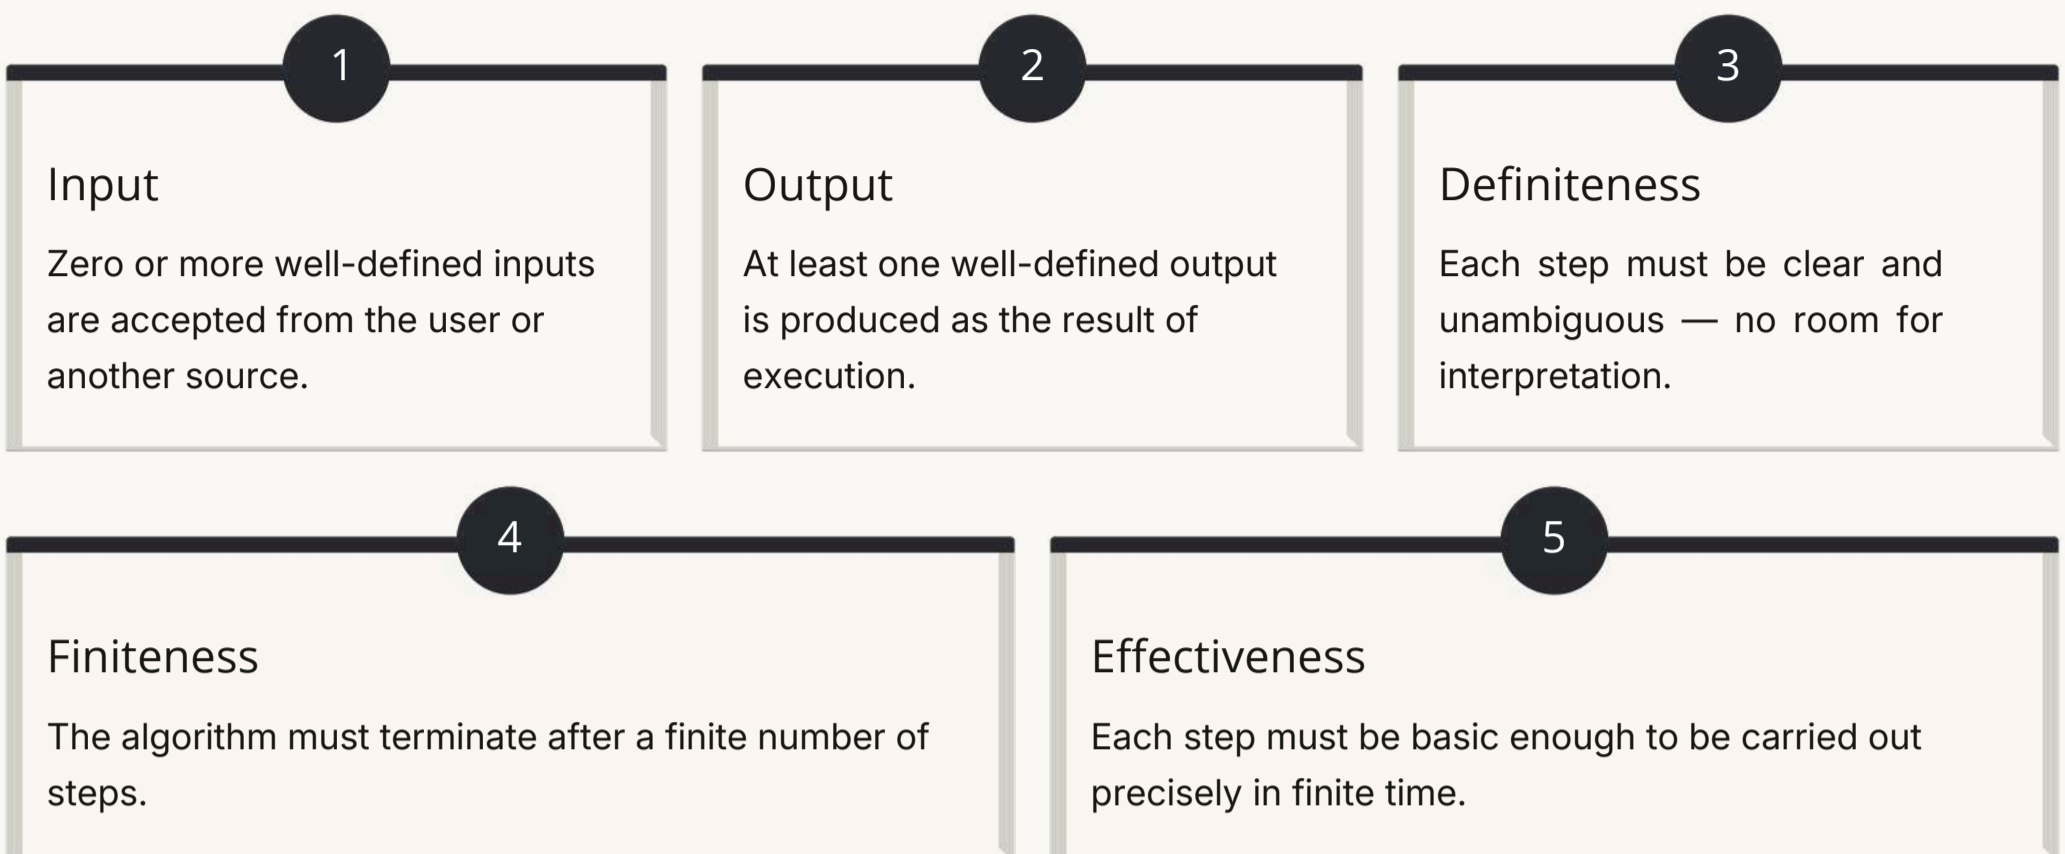 1
Input
Zero or more well-defined inputs
are accepted from the user or
another source.
2
Output
At least one well-defined output
is produced as the result of
execution.
3
Definiteness
Each step must be clear and
unambiguous — no room for
interpretation.
4
Finiteness
The algorithm must terminate after a finite number of
steps.
5
Effectiveness
Each step must be basic enough to be carried out
precisely in finite time.